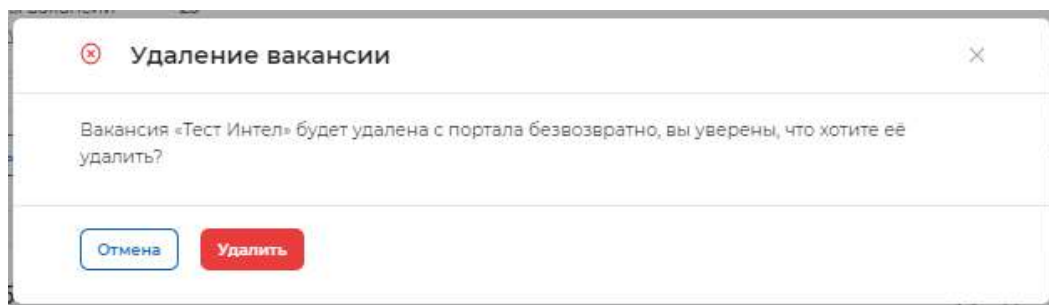 Удаление вакансии
Вакансия «Тест Интел» будет удалена с портала безвозвратно, вы уверены, что хотите её
удалить?
Отмена
Удалить